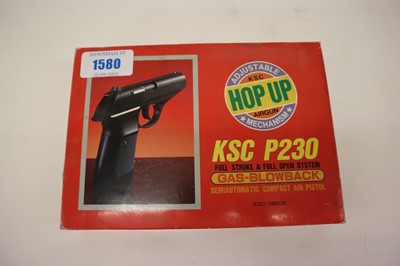 1580
ADJUSTABLE
KSC
HOP UP
AIRGUN
MECHANISM
KSC P230
FULL STROKE & FULL OPEN SYSTEM
GAS-BLOWBACK
SEMIAUTOMATIC COMPACT AIR PISTOL